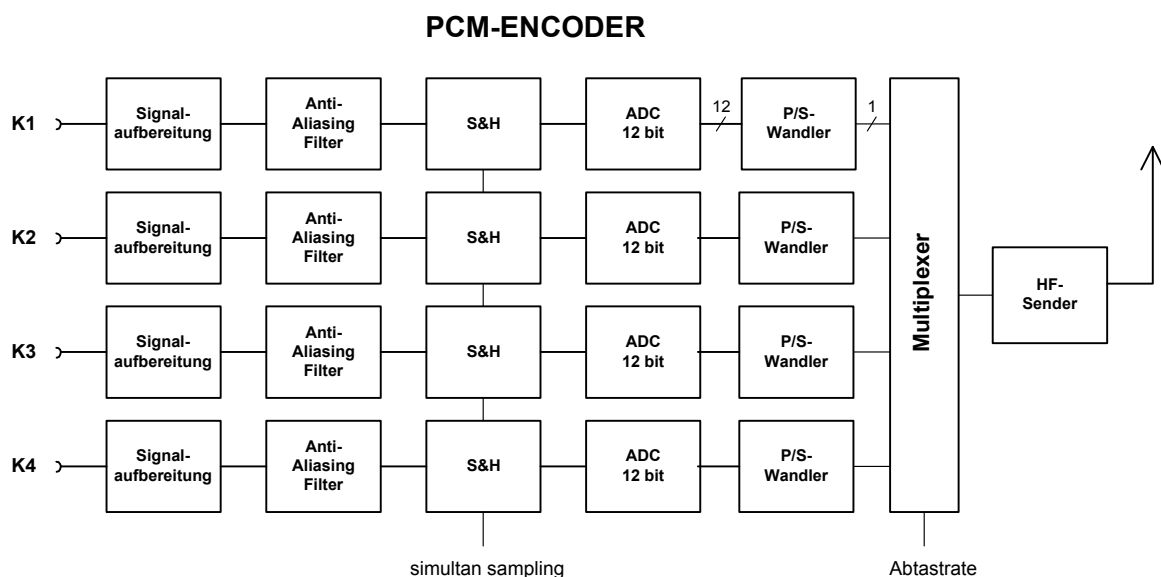 PCM-ENCODER
K1
Signal-
aufbereitung
Anti-
Aliasing
Filter
S&H
ADC
12 bit
12
P/S-
Wandler
1
K2
Signal-
aufbereitung
Anti-
Aliasing
Filter
S&H
ADC
12 bit
P/S-
Wandler
K3
Signal-
aufbereitung
Anti-
Aliasing
Filter
S&H
ADC
12 bit
P/S-
Wandler
K4
Signal-
aufbereitung
Anti-
Aliasing
Filter
S&H
ADC
12 bit
P/S-
Wandler
Multiplexer
HF-
Sender
simultan sampling
Abtastrate